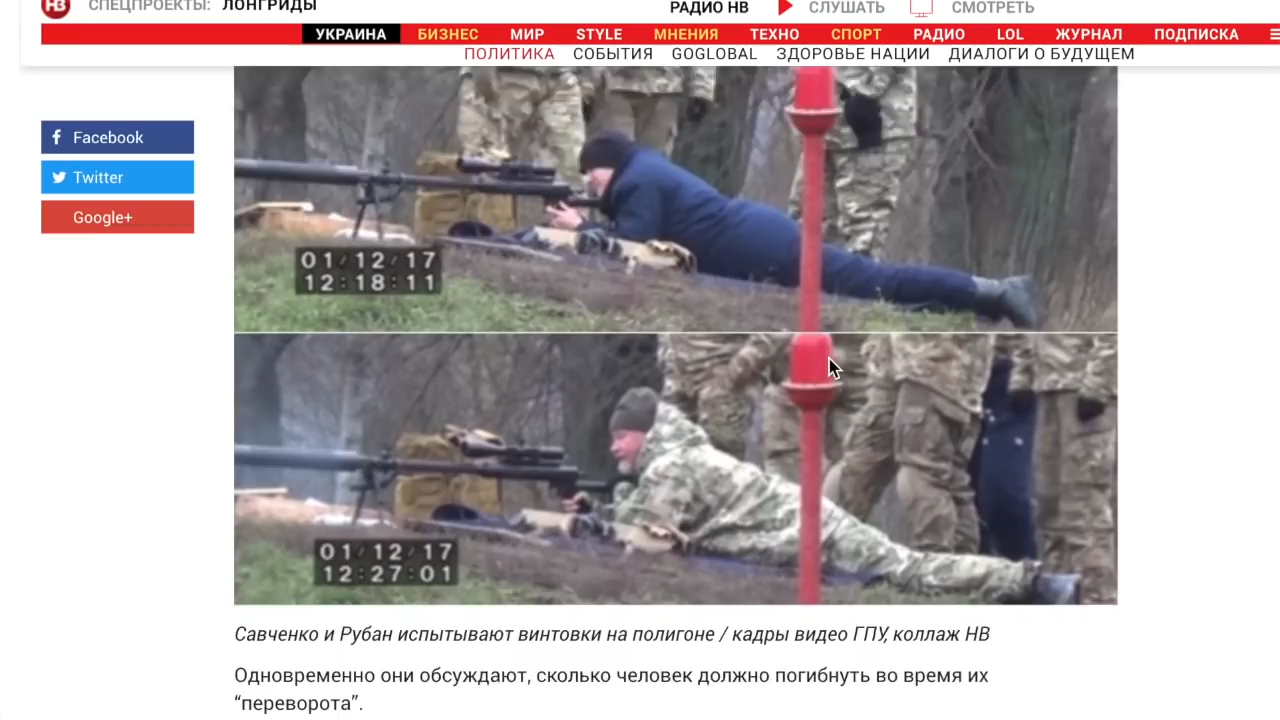 НВ
СПЕЦПРОЕКТЫ: ЛОНГРИДЫ
РАДИО НВ СЛУШАТЬ СМОТРЕТЬ
УКРАИНА БИЗНЕС МИР STYLE МНЕНИЯ ТЕХНО СПОРТ РАДИО LOL ЖУРНАЛ ПОДПИСКА
ПОЛИТИКА СОБЫТИЯ GOGLOBAL ЗДОРОВЬЕ НАЦИИ ДИАЛОГИ О БУДУЩЕМ
Facebook
Twitter
Google+
01/12/17
12:18:11
01/12/17
12:27:01
Савченко и Рубан испытывают винтовки на полигоне / кадры видео ГПУ, коллаж НВ
Одновременно они обсуждают, сколько человек должно погибнуть во время их
“переворота”.